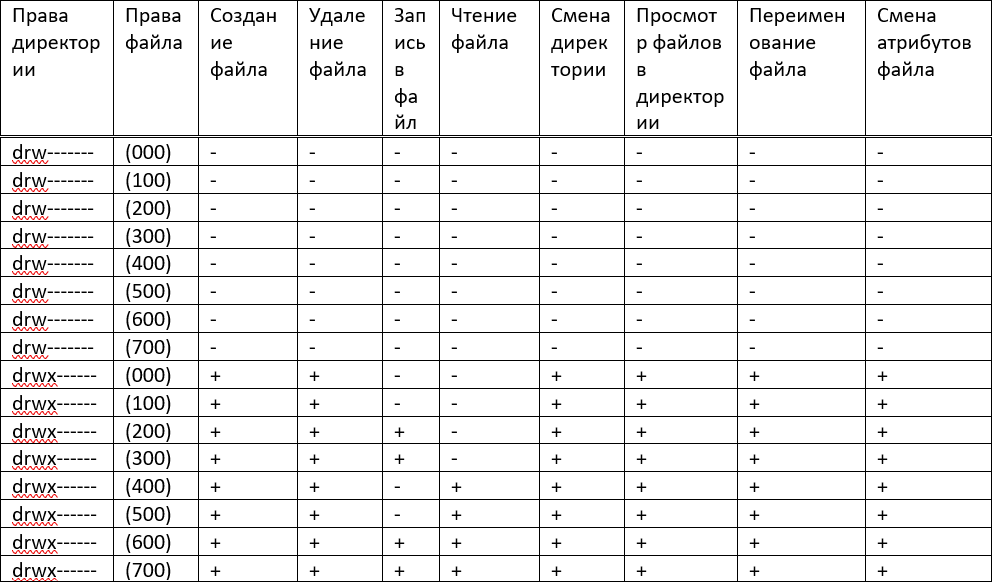 Права директории | Права файла | Создание файла | Удаление файла | Запись в файл | Чтение файла | Смена директории | Просмотр файлов в директории | Переименование файла | Смена атрибутов файла
drw------- (000) - - - - - - - -
drw------- (100) - - - - - - - -
drw------- (200) - - - - - - - -
drw------- (300) - - - - - - - -
drw------- (400) - - - - - - - -
drw------- (500) - - - - - - - -
drw------- (600) - - - - - - - -
drw------- (700) - - - - - - - -
drwx------ (000) + + - - + + + +
drwx------ (100) + + - - + + + +
drwx------ (200) + + + - + + + +
drwx------ (300) + + + - + + + +
drwx------ (400) + + - + + + + +
drwx------ (500) + + - + + + + +
drwx------ (600) + + + + + + + +
drwx------ (700) + + + + + + + +